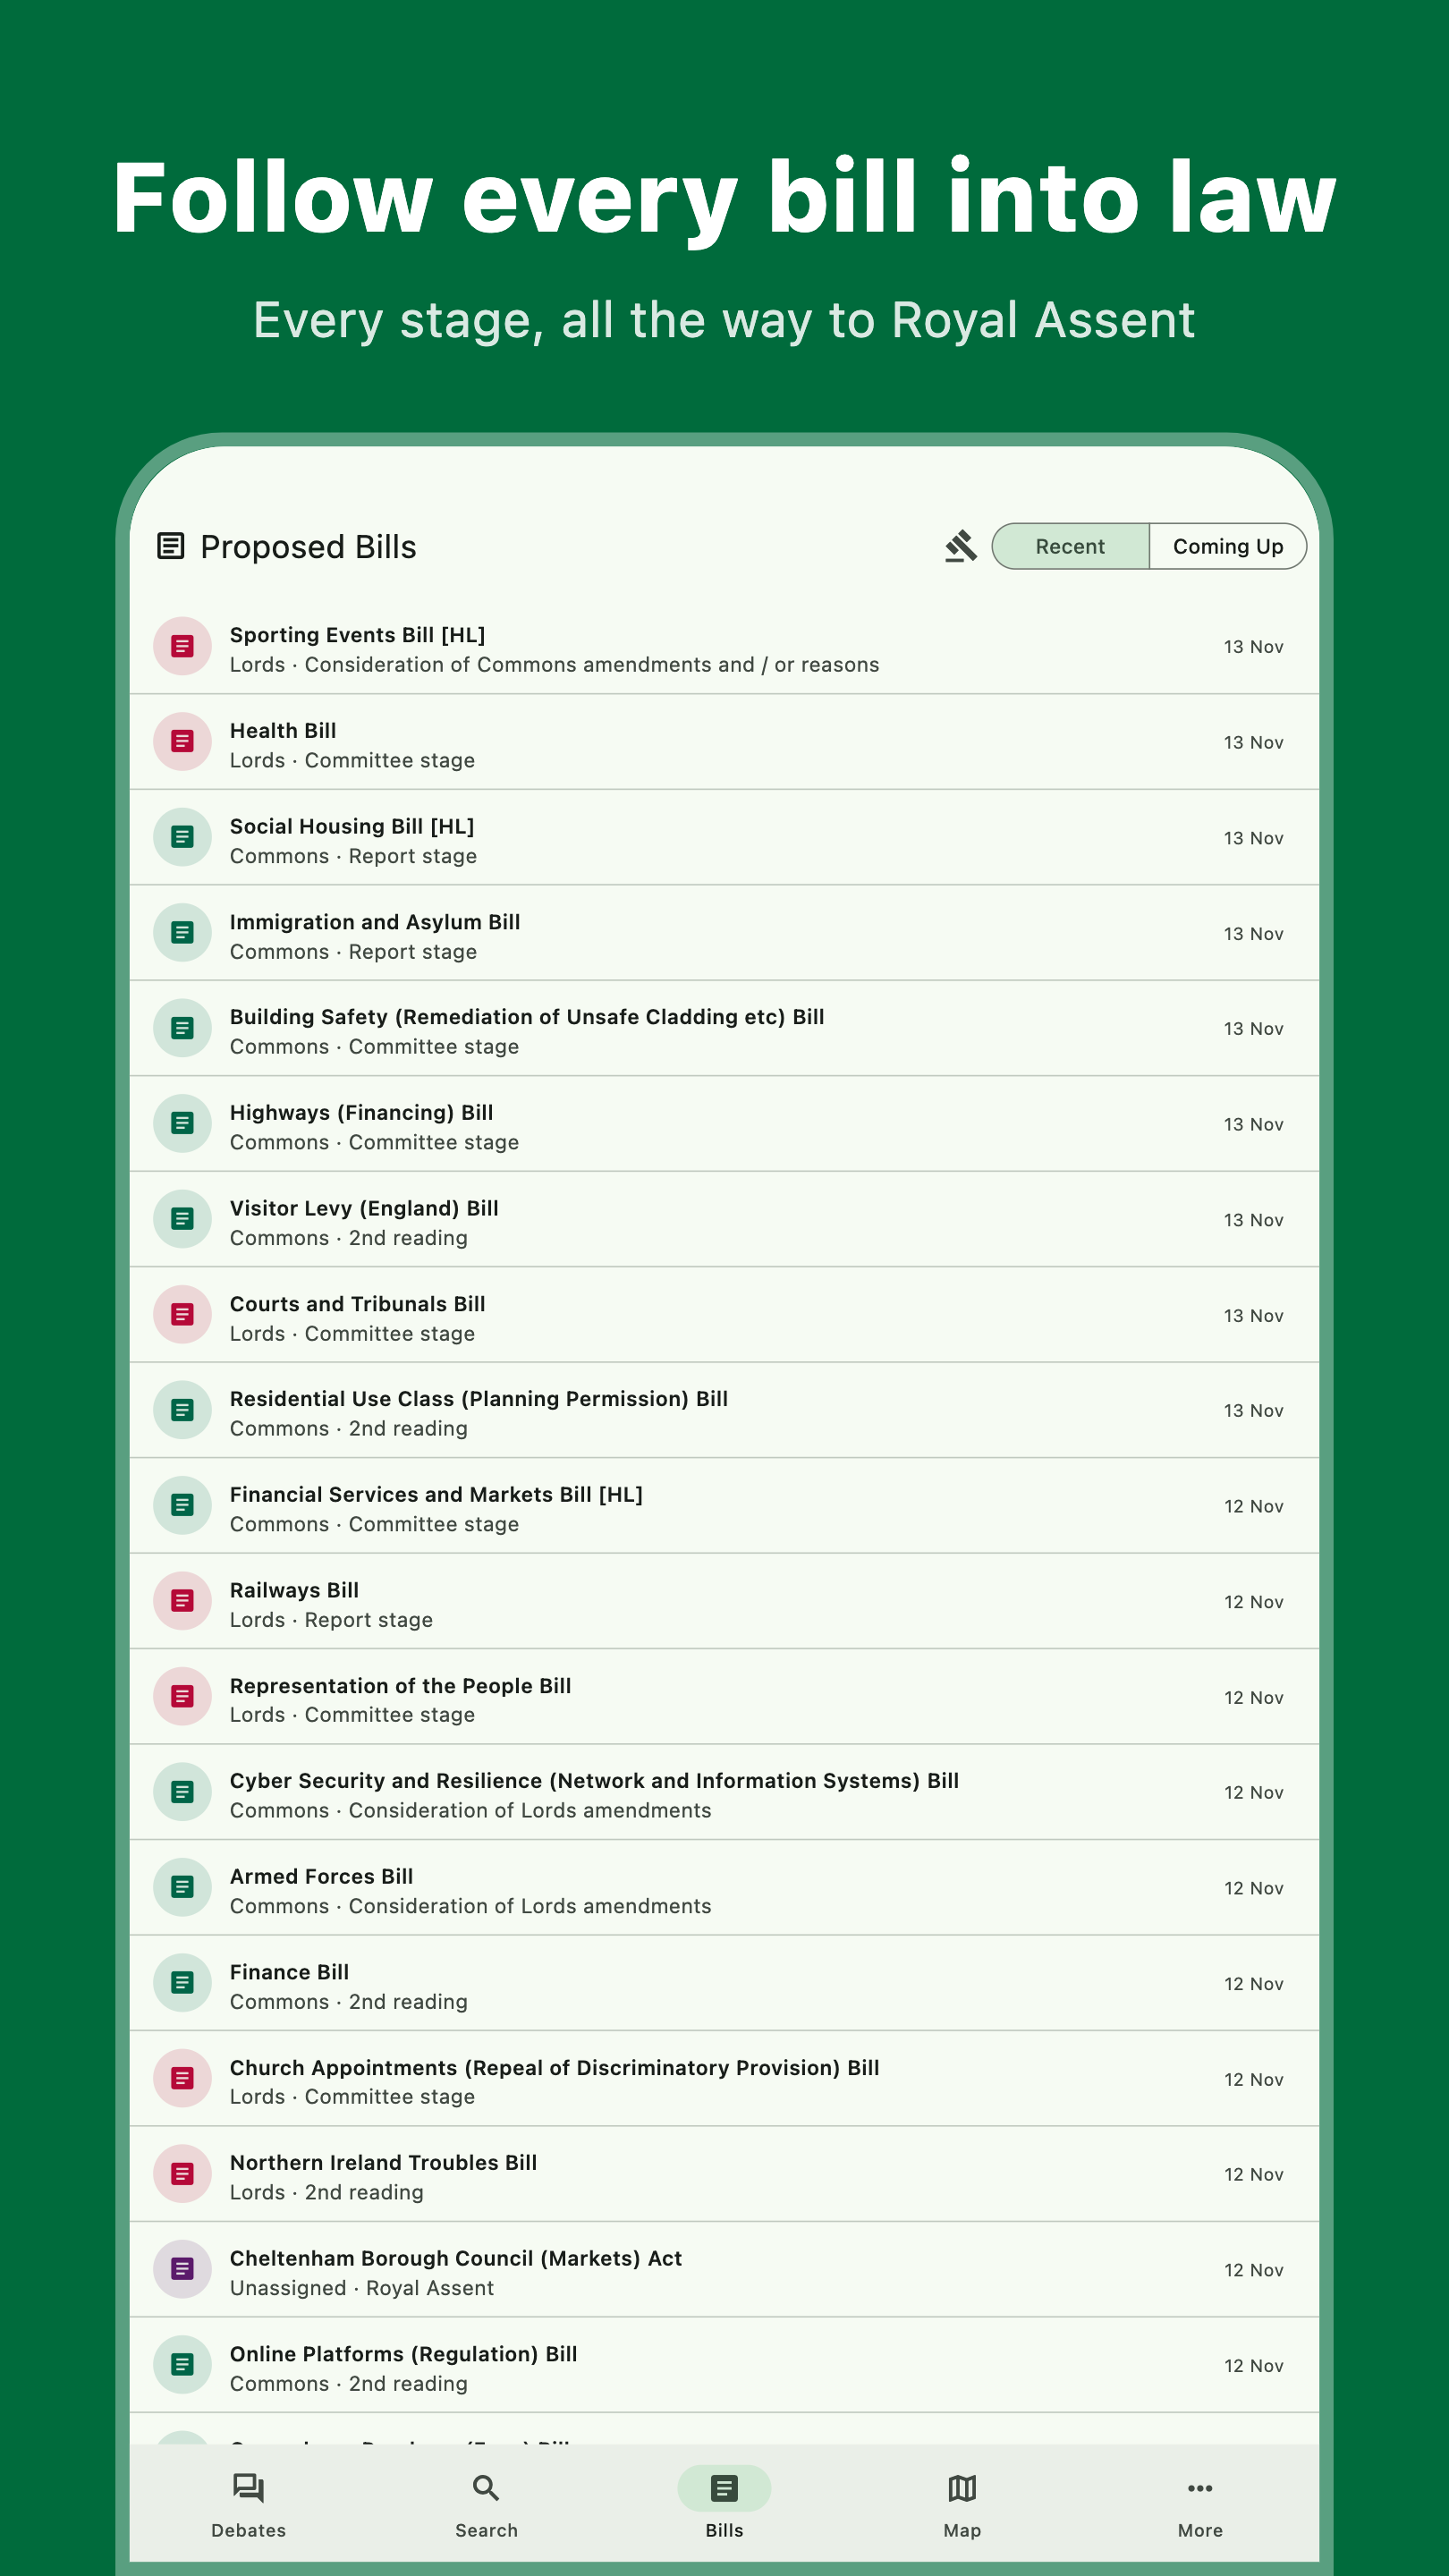 Follow every bill into law
Every stage, all the way to Royal Assent
Proposed Bills
Recent
Coming Up
Sporting Events Bill [HL]
Lords · Consideration of Commons amendments and / or reasons
13 Nov
Health Bill
Lords · Committee stage
13 Nov
Social Housing Bill [HL]
Commons · Report stage
13 Nov
Immigration and Asylum Bill
Commons · Report stage
13 Nov
Building Safety (Remediation of Unsafe Cladding etc) Bill
Commons · Committee stage
13 Nov
Highways (Financing) Bill
Commons · Committee stage
13 Nov
Visitor Levy (England) Bill
Commons · 2nd reading
13 Nov
Courts and Tribunals Bill
Lords · Committee stage
13 Nov
Residential Use Class (Planning Permission) Bill
Commons · 2nd reading
13 Nov
Financial Services and Markets Bill [HL]
Commons · Committee stage
12 Nov
Railways Bill
Lords · Report stage
12 Nov
Representation of the People Bill
Lords · Committee stage
12 Nov
Cyber Security and Resilience (Network and Information Systems) Bill
Commons · Consideration of Lords amendments
12 Nov
Armed Forces Bill
Commons · Consideration of Lords amendments
12 Nov
Finance Bill
Commons · 2nd reading
12 Nov
Church Appointments (Repeal of Discriminatory Provision) Bill
Lords · Committee stage
12 Nov
Northern Ireland Troubles Bill
Lords · 2nd reading
12 Nov
Cheltenham Borough Council (Markets) Act
Unassigned · Royal Assent
12 Nov
Online Platforms (Regulation) Bill
Commons · 2nd reading
12 Nov
Debates
Search
Bills
Map
More